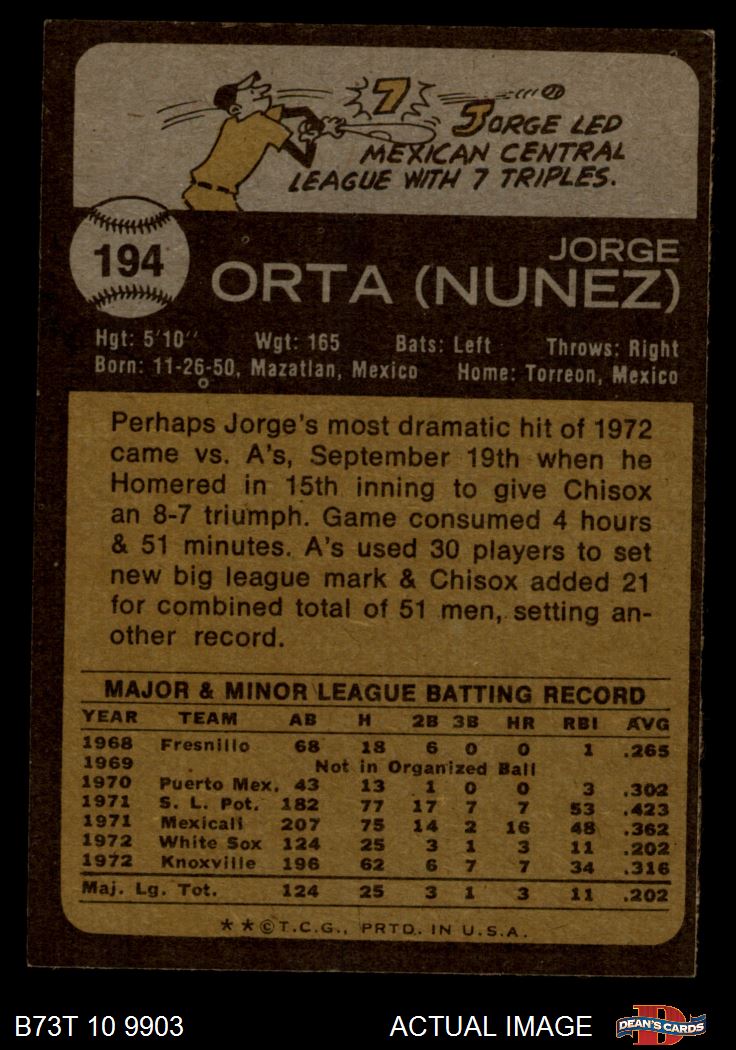 7
JORGE LED
MEXICAN CENTRAL
LEAGUE WITH 7 TRIPLES.
194
JORGE
ORTA (NUNEZ)
Hgt: 5'10" Wgt: 165 Bats: Left Throws: Right
Born: 11-26-50, Mazatlan, Mexico Home: Torreon, Mexico
Perhaps Jorge's most dramatic hit of 1972
came vs. A's, September 19th when he
Homered in 15th inning to give Chisox
an 8-7 triumph. Game consumed 4 hours
& 51 minutes. A's used 30 players to set
new big league mark & Chisox added 21
for combined total of 51 men, setting an-
other record.
MAJOR & MINOR LEAGUE BATTING RECORD
YEAR TEAM AB H 2B 3B HR RBI AVG
1968 Fresnillo 68 18 6 0 0 1 .265
1969 Not in Organized Ball
1970 Puerto Mex. 43 13 1 0 0 3 .302
1971 S. L. Pot. 182 77 17 7 7 53 .423
1971 Mexicali 207 75 14 2 16 48 .362
1972 White Sox 124 25 3 1 3 11 .202
1972 Knoxville 196 62 6 7 7 34 .316
Maj. Lg. Tot. 124 25 3 1 3 11 .202
**©T.C.G., PRTD. IN U.S.A.
B73T 10 9903 ACTUAL IMAGE D DEAN'S CARDS